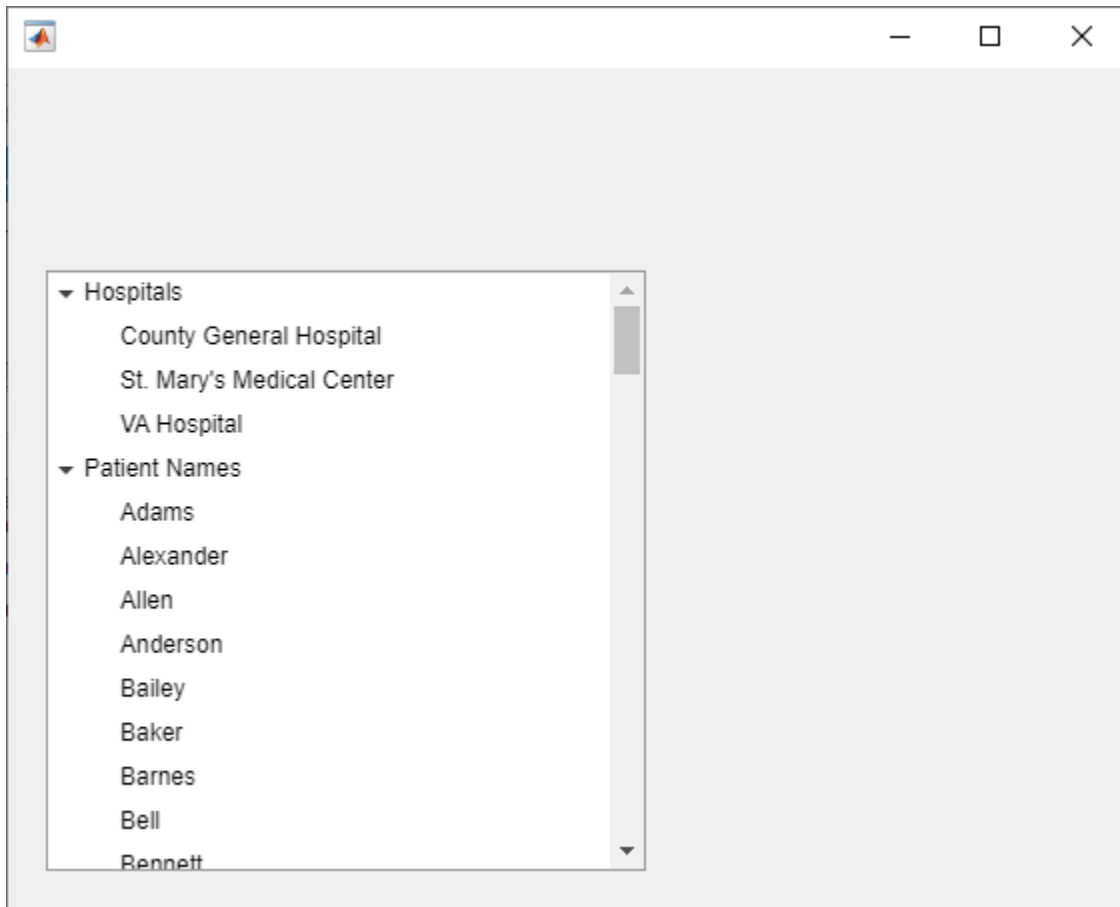 Hospitals
County General Hospital
St. Mary's Medical Center
VA Hospital
Patient Names
Adams
Alexander
Allen
Anderson
Bailey
Baker
Barnes
Bell
Bennett